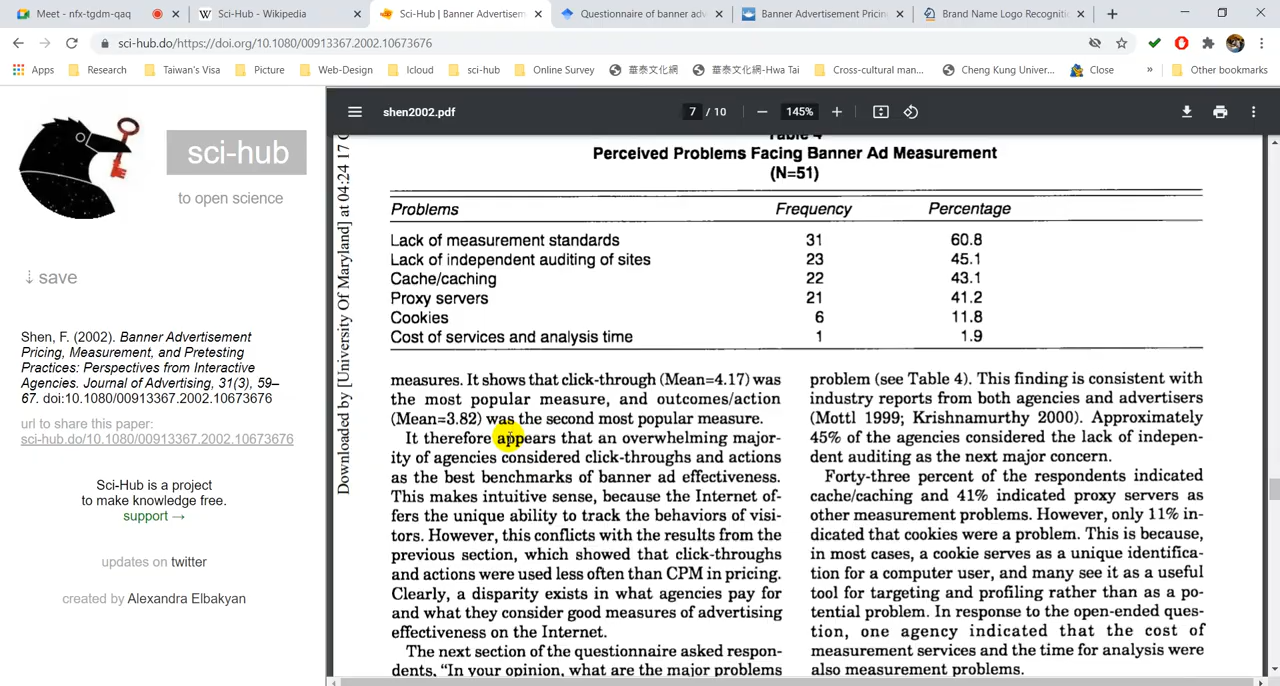 Meet - nfx-tgdm-qaq
Sci-Hub - Wikipedia
Sci-Hub | Banner Advertisem
Questionnaire of banner adv
Banner Advertisement Pricin
Brand Name Logo Recogniti
sci-hub.do/https://doi.org/10.1080/00913367.2002.10673676
Apps
Research
Taiwan's Visa
Picture
Web-Design
Icloud
sci-hub
Online Survey
華泰文化網
華泰文化網-Hwa Tai
Cross-cultural man...
Cheng Kung Univer...
Close
»
Other bookmarks
sci-hub
to open science
↓ save
Shen, F. (2002). Banner Advertisement
Pricing, Measurement, and Pretesting
Practices: Perspectives from Interactive
Agencies. Journal of Advertising, 31(3), 59–
67. doi:10.1080/00913367.2002.10673676
url to share this paper:
sci-hub.do/10.1080/00913367.2002.10673676
Sci-Hub is a project
to make knowledge free.
support →
updates on twitter
created by Alexandra Elbakyan
shen2002.pdf
7 / 10
145%
Downloaded by [University Of Maryland] at 04:24 17
Table 4
Perceived Problems Facing Banner Ad Measurement
(N=51)
Problems Frequency Percentage
Lack of measurement standards 31 60.8
Lack of independent auditing of sites 23 45.1
Cache/caching 22 43.1
Proxy servers 21 41.2
Cookies 6 11.8
Cost of services and analysis time 1 1.9
measures. It shows that click-through (Mean=4.17) was
the most popular measure, and outcomes/action
(Mean=3.82) was the second most popular measure.
It therefore appears that an overwhelming major-
ity of agencies considered click-throughs and actions
as the best benchmarks of banner ad effectiveness.
This makes intuitive sense, because the Internet of-
fers the unique ability to track the behaviors of visi-
tors. However, this conflicts with the results from the
previous section, which showed that click-throughs
and actions were used less often than CPM in pricing.
Clearly, a disparity exists in what agencies pay for
and what they consider good measures of advertising
effectiveness on the Internet.
The next section of the questionnaire asked respon-
dents, "In your opinion, what are the major problems
problem (see Table 4). This finding is consistent with
industry reports from both agencies and advertisers
(Mottl 1999; Krishnamurthy 2000). Approximately
45% of the agencies considered the lack of indepen-
dent auditing as the next major concern.
Forty-three percent of the respondents indicated
cache/caching and 41% indicated proxy servers as
other measurement problems. However, only 11% in-
dicated that cookies were a problem. This is because,
in most cases, a cookie serves as a unique identifica-
tion for a computer user, and many see it as a useful
tool for targeting and profiling rather than as a po-
tential problem. In response to the open-ended ques-
tion, one agency indicated that the cost of
measurement services and the time for analysis were
also measurement problems.